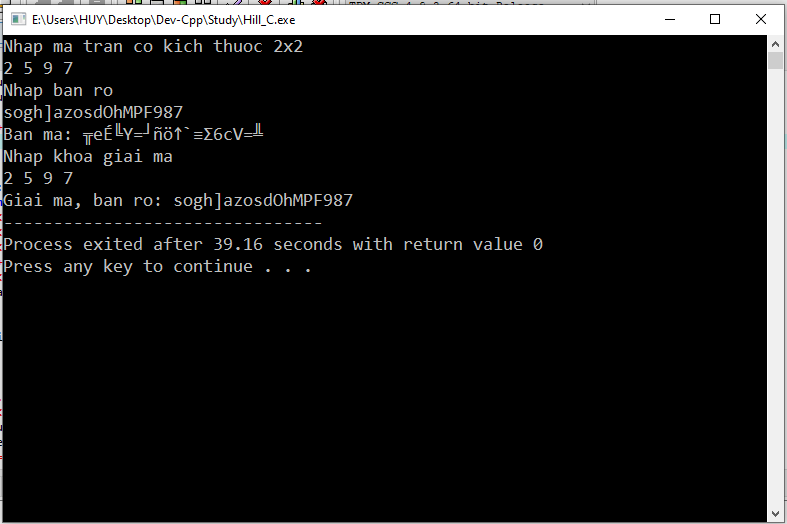 E:\Users\HUY\Desktop\Dev-Cpp\Study\Hill_C.exe
Nhap ma tran co kich thuoc 2x2
2 5 9 7
Nhap ban ro
sogh]azosdOhMPF987
Ban ma: ╦eÉ╚Y=┘ñö↑`≡Σ6cV=╩
Nhap khoa giai ma
2 5 9 7
Giai ma, ban ro: sogh]azosdOhMPF987
--------------------------------
Process exited after 39.16 seconds with return value 0
Press any key to continue . . .